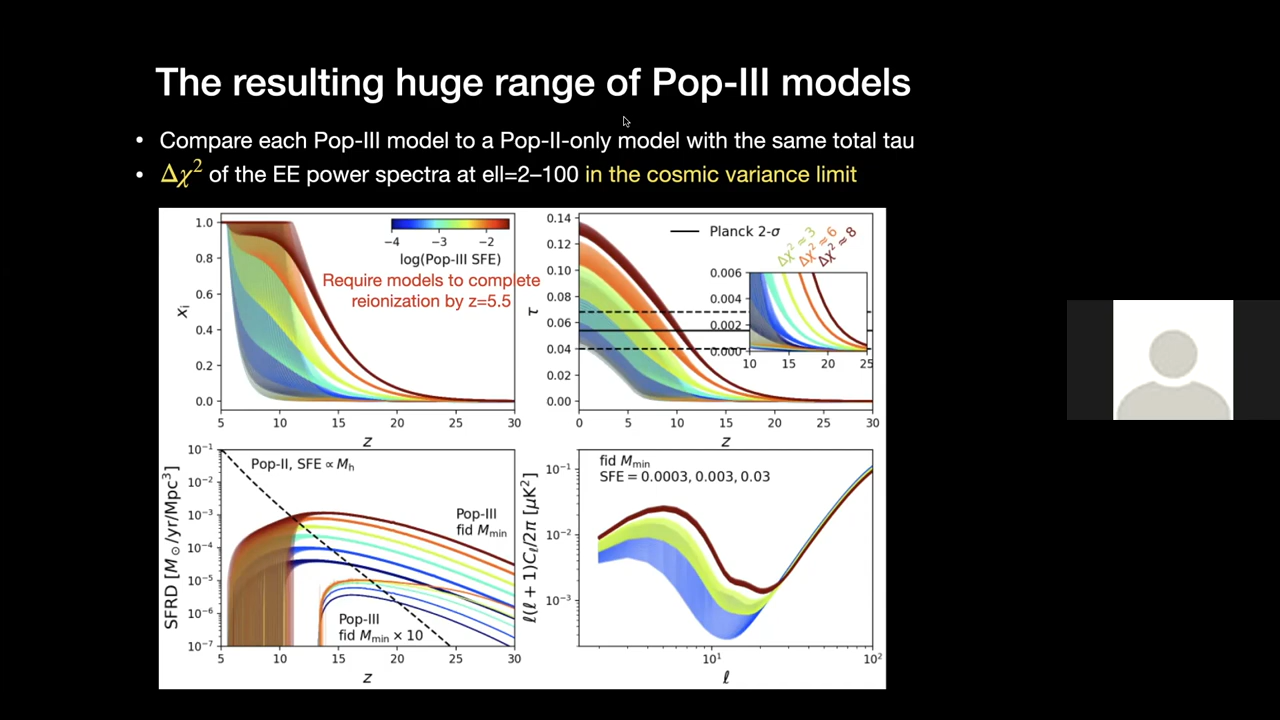 The resulting huge range of Pop-III models
• Compare each Pop-III model to a Pop-II-only model with the same total tau
• Δχ² of the EE power spectra at ell=2–100 in the cosmic variance limit
1.0
0.8
0.6
0.4
0.2
0.0
xᵢ
−4 −3 −2
log(Pop-III SFE)
Require models to complete
reionization by z=5.5
5 10 15 20 25 30
z
0.14
0.12
0.10
0.08
0.06
0.04
0.02
0.00
τ
Planck 2-σ
Δχ² ≈ 3
Δχ² ≈ 6
Δχ² ≈ 8
0.006
0.004
0.002
0.000
10 15 20 25
0 5 10 15 20 25 30
z
10⁻¹
10⁻²
10⁻³
10⁻⁴
10⁻⁵
10⁻⁶
10⁻⁷
SFRD [M⊙/yr/Mpc³]
Pop-II, SFE ∝ Mh
Pop-III
fid Mmin
Pop-III
fid Mmin × 10
5 10 15 20 25 30
z
10⁻¹
10⁻²
10⁻³
ℓ(ℓ + 1)Cℓ/2π [μK²]
fid Mmin
SFE = 0.0003, 0.003, 0.03
10¹ 10²
ℓ